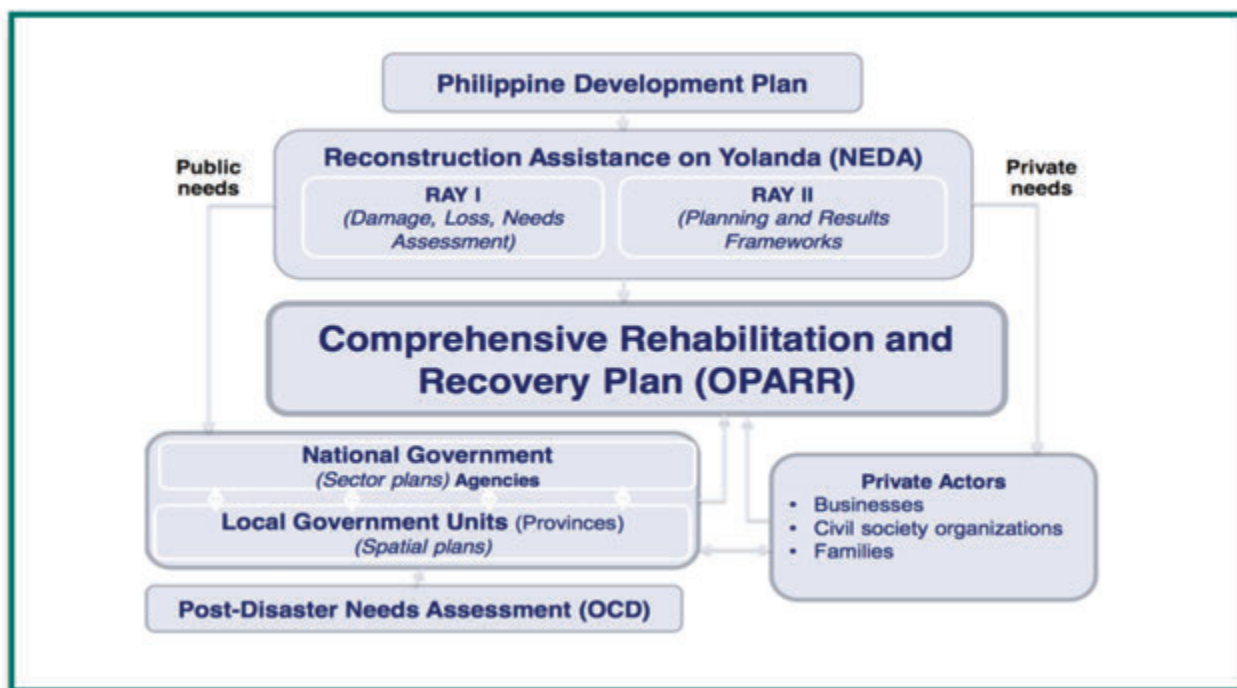 Philippine Development Plan
Reconstruction Assistance on Yolanda (NEDA)
Public
needs
Private
needs
RAY I
(Damage, Loss, Needs
Assessment)
RAY II
(Planning and Results
Frameworks
Comprehensive Rehabilitation and
Recovery Plan (OPARR)
National Government
(Sector plans) Agencies
Local Government Units (Provinces)
(Spatial plans)
Private Actors
• Businesses
• Civil society organizations
• Families
Post-Disaster Needs Assessment (OCD)